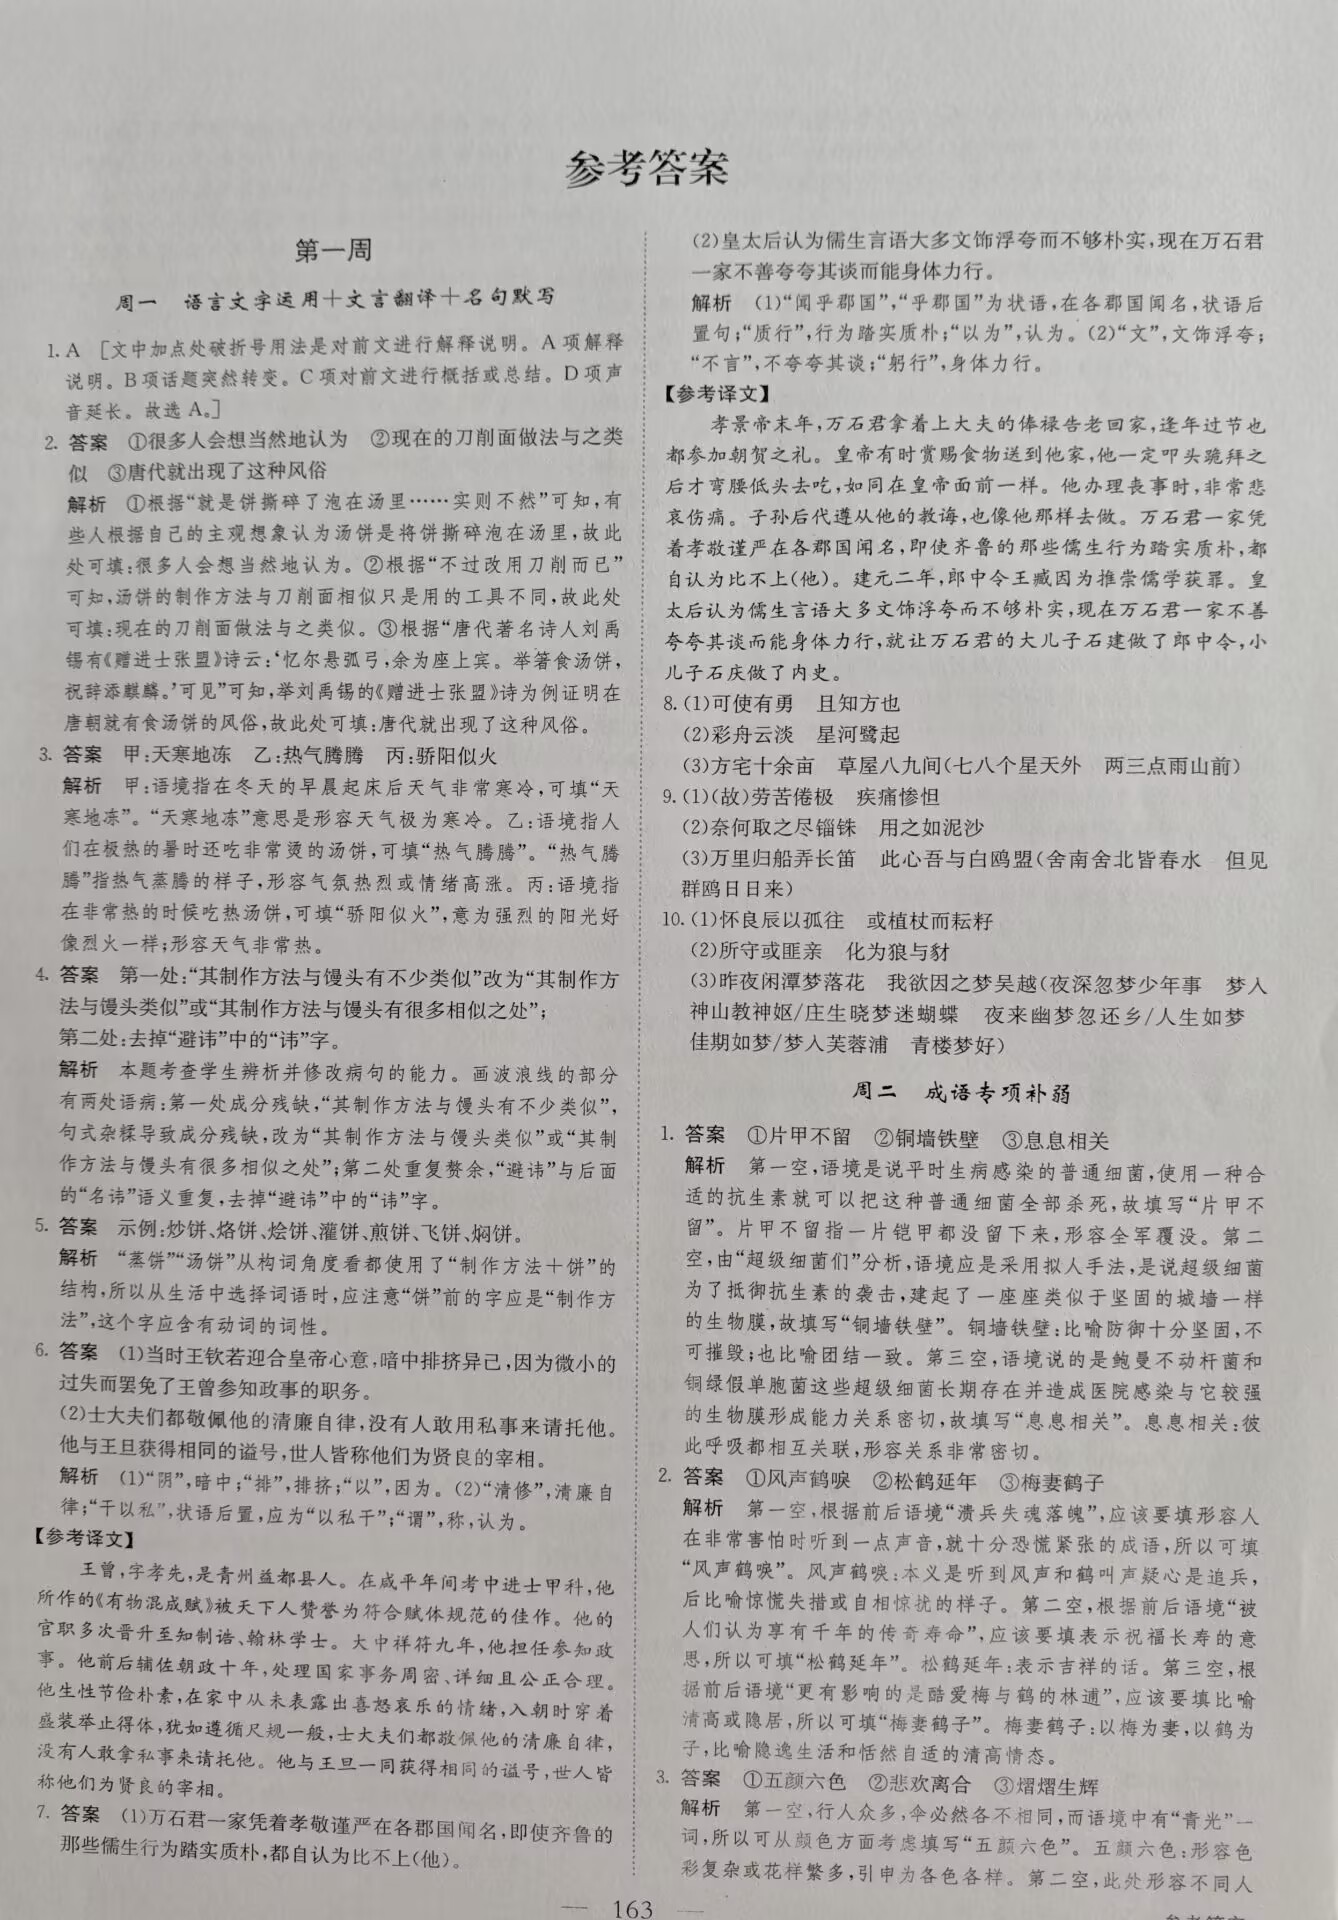 参考答案
第一周
周一　语言文字运用＋文言翻译＋名句默写
1. A　[文中加点处破折号用法是对前文进行解释说明。A项解释
说明。B项话题突然转变。C项对前文进行概括或总结。D项声
音延长。故选A。]
2. 答案　①很多人会想当然地认为　②现在的刀削面做法与之类
似　③唐代就出现了这种风俗
解析　①根据“就是饼撕碎了泡在汤里……实则不然”可知，有
些人根据自己的主观想象认为汤饼是将饼撕碎泡在汤里，故此
处可填：很多人会想当然地认为。②根据“不过改用刀削而已”
可知，汤饼的制作方法与刀削面相似只是用的工具不同，故此处
可填：现在的刀削面做法与之类似。③根据“唐代著名诗人刘禹
锡有《赠进士张盟》诗云：‘忆尔悬弧弓，余为座上宾。举箸食汤饼，
祝辞添麒麟。’可见”可知，举刘禹锡的《赠进士张盟》诗为例证明在
唐朝就有食汤饼的风俗，故此处可填：唐代就出现了这种风俗。
3. 答案　甲：天寒地冻　乙：热气腾腾　丙：骄阳似火
解析　甲：语境指在冬天的早晨起床后天气非常寒冷，可填“天
寒地冻”。“天寒地冻”意思是形容天气极为寒冷。乙：语境指人
们在极热的暑时还吃非常烫的汤饼，可填“热气腾腾”。“热气腾
腾”指热气蒸腾的样子，形容气氛热烈或情绪高涨。丙：语境指
在非常热的时候吃热汤饼，可填“骄阳似火”，意为强烈的阳光好
像烈火一样；形容天气非常热。
4. 答案　第一处：“其制作方法与馒头有不少类似”改为“其制作方
法与馒头类似”或“其制作方法与馒头有很多相似之处”；
第二处：去掉“避讳”中的“讳”字。
解析　本题考查学生辨析并修改病句的能力。画波浪线的部分
有两处语病：第一处成分残缺，“其制作方法与馒头有不少类似”，
句式杂糅导致成分残缺，改为“其制作方法与馒头类似”或“其制
作方法与馒头有很多相似之处”；第二处重复赘余，“避讳”与后面
的“名讳”语义重复，去掉“避讳”中的“讳”字。
5. 答案　示例：炒饼、烙饼、烩饼、灌饼、煎饼、飞饼、焖饼。
解析　“蒸饼”“汤饼”从构词角度看都使用了“制作方法＋饼”的
结构，所以从生活中选择词语时，应注意“饼”前的字应是“制作方
法”，这个字应含有动词的词性。
6. 答案　(1)当时王钦若迎合皇帝心意，暗中排挤异己，因为微小的
过失而罢免了王曾参知政事的职务。
(2)士大夫们都敬佩他的清廉自律，没有人敢用私事来请托他。
他与王旦获得相同的谥号，世人皆称他们为贤良的宰相。
解析　(1)“阴”，暗中；“排”，排挤；“以”，因为。(2)“清修”，清廉自
律；“干以私”，状语后置，应为“以私干”；“谓”，称，认为。
【参考译文】
王曾，字孝先，是青州益都县人。在咸平年间考中进士甲科，他
所作的《有物混成赋》被天下人赞誉为符合赋体规范的佳作。他的
官职多次晋升至知制诰、翰林学士。大中祥符九年，他担任参知政
事。他前后辅佐朝政十年，处理国家事务周密、详细且公正合理。
他生性节俭朴素，在家中从未表露出喜怒哀乐的情绪，入朝时穿着
盛装举止得体，犹如遵循尺规一般，士大夫们都敬佩他的清廉自律，
没有人敢拿私事来请托他。他与王旦一同获得相同的谥号，世人皆
称他们为贤良的宰相。
7. 答案　(1)万石君一家凭着孝敬谨严在各郡国闻名，即使齐鲁的
那些儒生行为踏实质朴，都自认为比不上(他)。
(2)皇太后认为儒生言语大多文饰浮夸而不够朴实，现在万石君
一家不善夸夸其谈而能身体力行。
解析　(1)“闻乎郡国”，“乎郡国”为状语，在各郡国闻名，状语后
置句；“质行”，行为踏实质朴；“以为”，认为。(2)“文”，文饰浮夸；
“不言”，不夸夸其谈；“躬行”，身体力行。
【参考译文】
孝景帝末年，万石君拿着上大夫的俸禄告老回家，逢年过节也
都参加朝贺之礼。皇帝有时赏赐食物送到他家，他一定叩头跪拜之
后才弯腰低头去吃，如同在皇帝面前一样。他办理丧事时，非常悲
哀伤痛。子孙后代遵从他的教诲，也像他那样去做。万石君一家凭
着孝敬谨严在各郡国闻名，即使齐鲁的那些儒生行为踏实质朴，都
自认为比不上(他)。建元二年，郎中令王臧因为推崇儒学获罪。皇
太后认为儒生言语大多文饰浮夸而不够朴实，现在万石君一家不善
夸夸其谈而能身体力行，就让万石君的大儿子石建做了郎中令，小
儿子石庆做了内史。
8. (1)可使有勇　且知方也
(2)彩舟云淡　星河鹭起
(3)方宅十余亩　草屋八九间(七八个星天外　两三点雨山前)
9. (1)(故)劳苦倦极　疾痛惨怛
(2)奈何取之尽锱铢　用之如泥沙
(3)万里归船弄长笛　此心吾与白鸥盟(舍南舍北皆春水　但见
群鸥日日来)
10. (1)怀良辰以孤往　或植杖而耘耔
(2)所守或匪亲　化为狼与豺
(3)昨夜闲潭梦落花　我欲因之梦吴越(夜深忽梦少年事　梦入
神山教神妪/庄生晓梦迷蝴蝶　夜来幽梦忽还乡/人生如梦
佳期如梦/梦入芙蓉浦　青楼梦好)
周二　成语专项补弱
1. 答案　①片甲不留　②铜墙铁壁　③息息相关
解析　第一空，语境是说平时生病感染的普通细菌，使用一种合
适的抗生素就可以把这种普通细菌全部杀死，故填写“片甲不
留”。片甲不留指一片铠甲都没留下来，形容全军覆没。第二
空，由“超级细菌们”分析，语境应是采用拟人手法，是说超级细菌
为了抵御抗生素的袭击，建起了一座座类似于坚固的城墙一样
的生物膜，故填写“铜墙铁壁”。铜墙铁壁：比喻防御十分坚固，不
可摧毁；也比喻团结一致。第三空，语境说的是鲍曼不动杆菌和
铜绿假单胞菌这些超级细菌长期存在并造成医院感染与它较强
的生物膜形成能力关系密切，故填写“息息相关”。息息相关：彼
此呼吸都相互关联，形容关系非常密切。
2. 答案　①风声鹤唳　②松鹤延年　③梅妻鹤子
解析　第一空，根据前后语境“溃兵失魂落魄”，应该要填形容人
在非常害怕时听到一点声音，就十分恐慌紧张的成语，所以可填
“风声鹤唳”。风声鹤唳：本义是听到风声和鹤叫声疑心是追兵，
后比喻惊慌失措或自相惊扰的样子。第二空，根据前后语境“被
人们认为享有千年的传奇寿命”，应该要填表示祝福长寿的意
思，所以可填“松鹤延年”。松鹤延年：表示吉祥的话。第三空，根
据前后语境“更有影响的是酷爱梅与鹤的林逋”，应该要填比喻
清高或隐居，所以可填“梅妻鹤子”。梅妻鹤子：以梅为妻，以鹤为
子，比喻隐逸生活和恬然自适的清高情态。
3. 答案　①五颜六色　②悲欢离合　③熠熠生辉
解析　第一空，行人众多，伞必然各不相同，而语境中有“青光”一
词，所以可从颜色方面考虑填写“五颜六色”。五颜六色：形容色
彩复杂或花样繁多，引申为各色各样。第二空，此处形容不同人
— 163 —